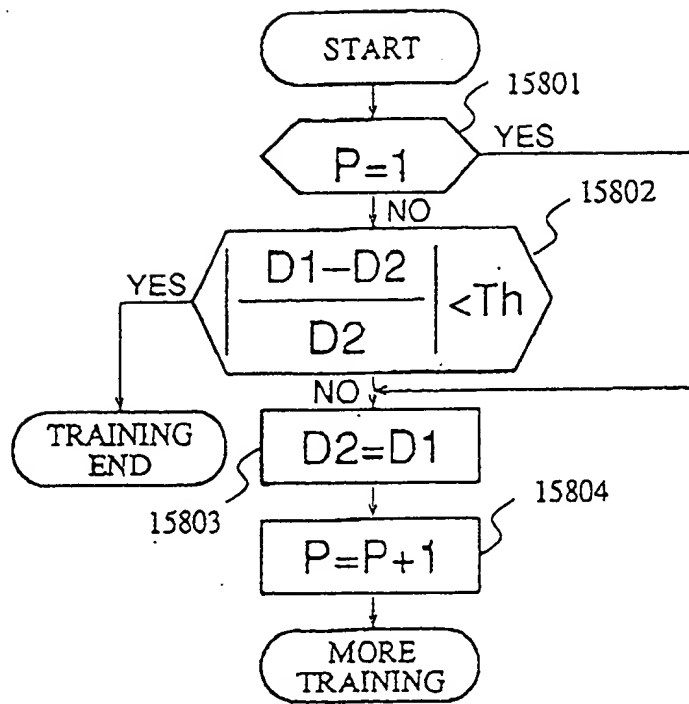 START
15801
P=1
YES
NO
15802
YES
| D1-D2 / D2 | <Th
NO
TRAINING
END
D2=D1
15803
15804
P=P+1
MORE
TRAINING